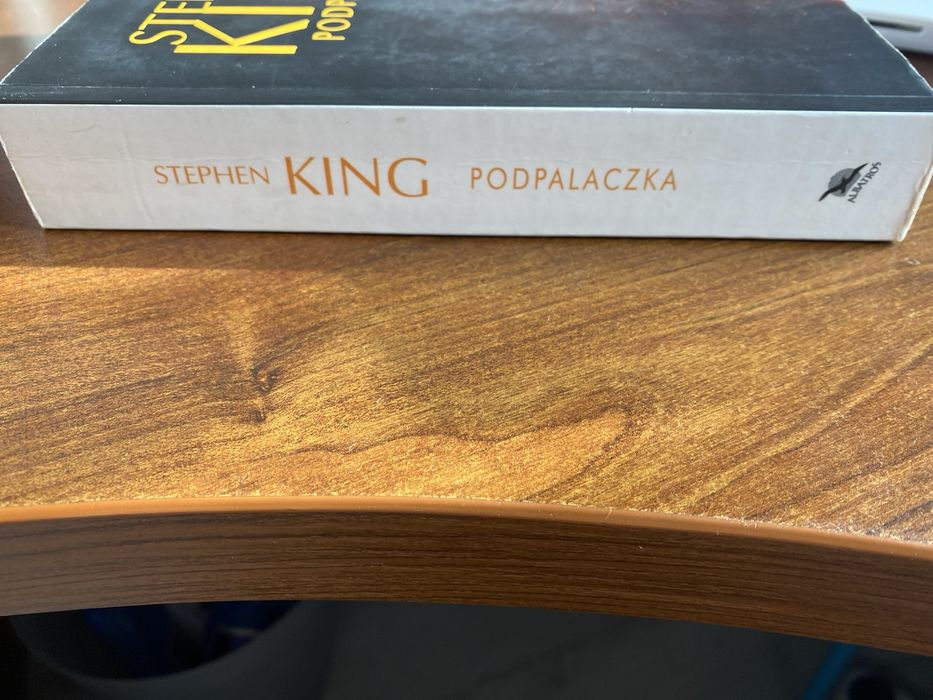 STEPHEN KING PODPALACZKA
ALBATROS